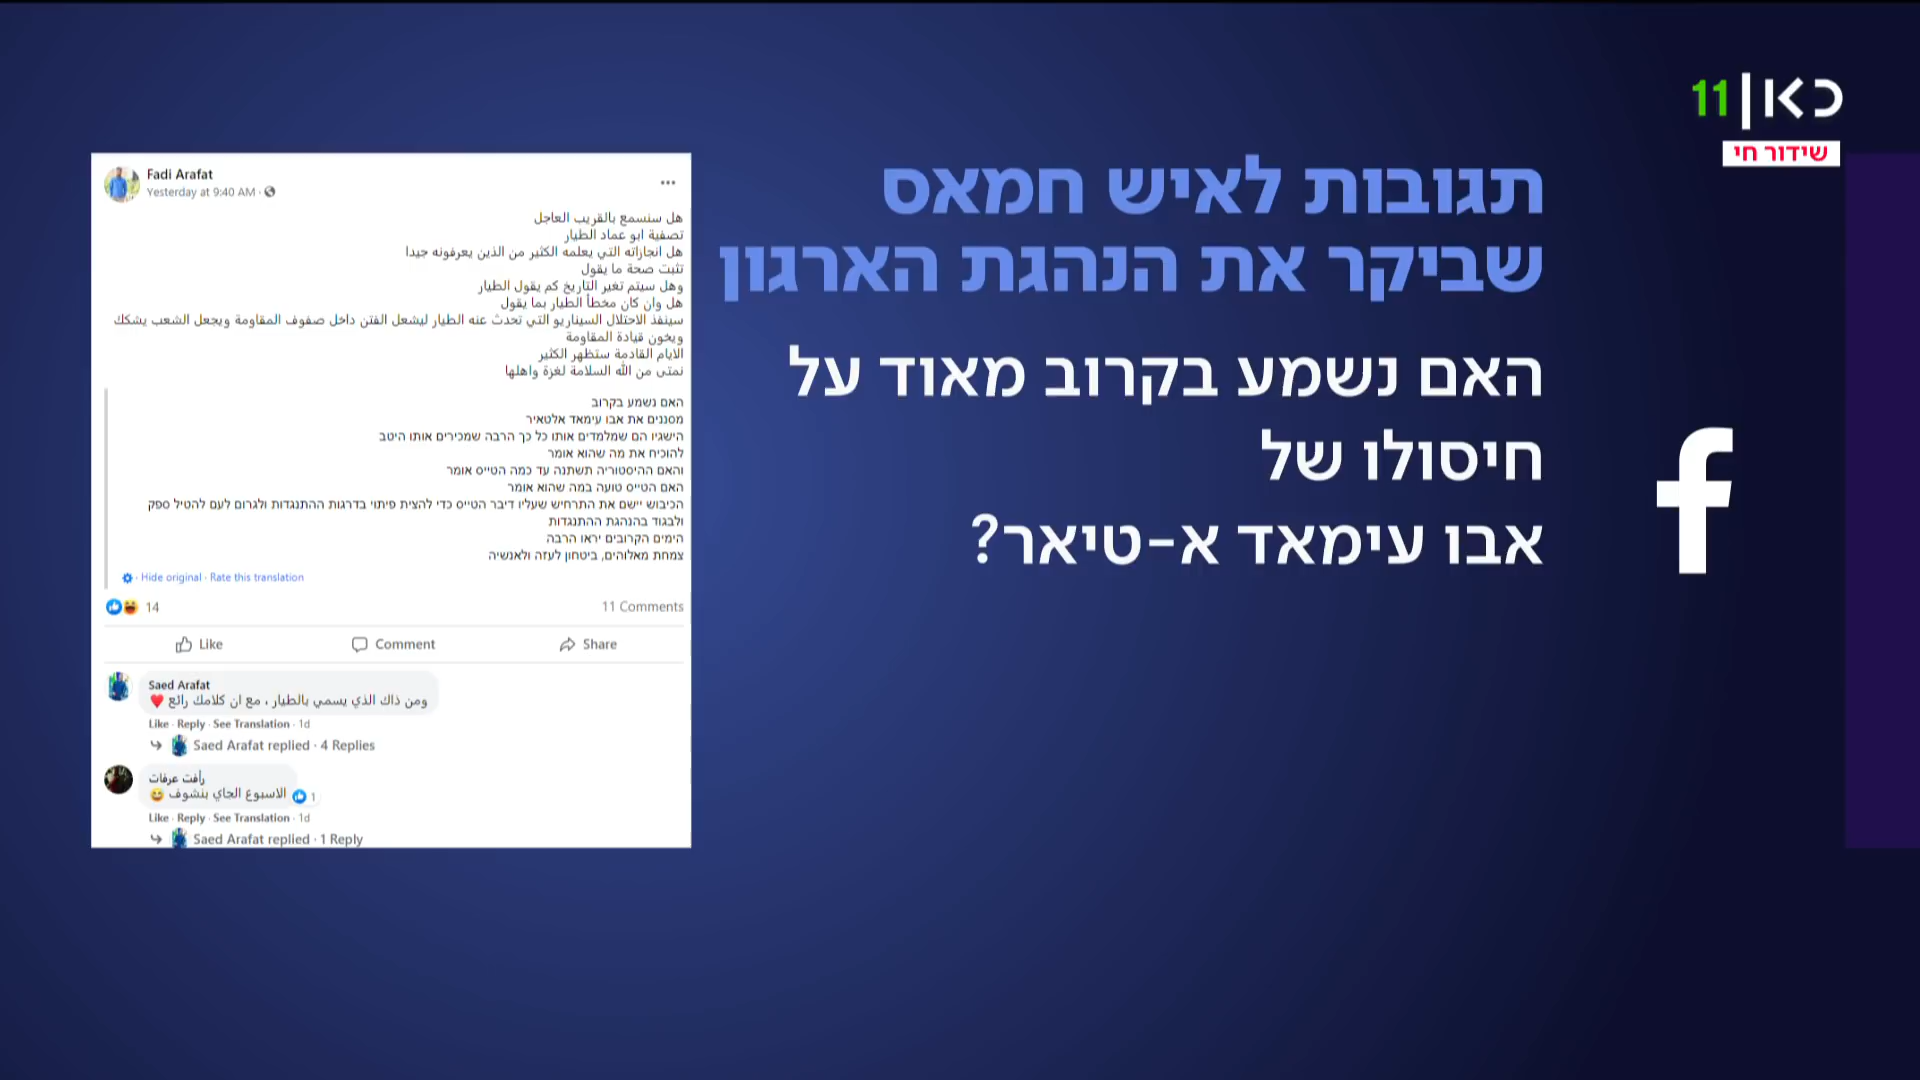 כאן | 11
שידור חי
תגובות לאיש חמאס
שביקר את הנהגת הארגון
האם נשמע בקרוב מאוד על
חיסולו של
אבו עימאד א-טיאר?
Fadi Arafat
Yesterday at 9:40 AM ·
هل سنسمع بالقريب العاجل
تصفية ابو عماد الطيار
هل انجازاته التي يعلمه الكثير من الذين يعرفونه جيدا
تثبت صحة ما يقول
وهل سيتم تغير التاريخ كم يقول الطيار
هل وان كان مخطأ الطيار بما يقول
سينفذ الاحتلال السيناريو التي تحدث عنه الطيار ليشعل الفتن داخل صفوف المقاومة ويجعل الشعب يشكك
ويخون قيادة المقاومة
الايام القادمة ستظهر الكثير
نمتى من الله السلامة لغزة واهلها
האם נשמע בקרוב
מסננים את אבו עימאד אלטאיר
הישגיו הם שמלמדים אותו כל כך הרבה שמכירים אותו היטב
להוכיח את מה שהוא אומר
והאם ההיסטוריה תשתנה עד כמה הטייס אומר
האם הטייס טועה במה שהוא אומר
הכיבוש יישם את התרחיש שעליו דיבר הטייס כדי להצית פיתוי בדרגות ההתנגדות ולגרום לעם להטיל ספק
ולבגוד בהנהגת ההתנגדות
הימים הקרובים יראו הרבה
צמחת מאלוהים, ביטחון לעזה ולאנשיה
· Hide original · Rate this translation
14 11 Comments
Like Comment Share
Saed Arafat
ومن ذاك الذي يسمي بالطيار ، مع ان كلامك رائع ❤️
Like · Reply · See Translation · 1d
Saed Arafat replied · 4 Replies
رأفت عرفات
الاسبوع الجاي بنشوف 😆 1
Like · Reply · See Translation · 1d
Saed Arafat replied · 1 Reply